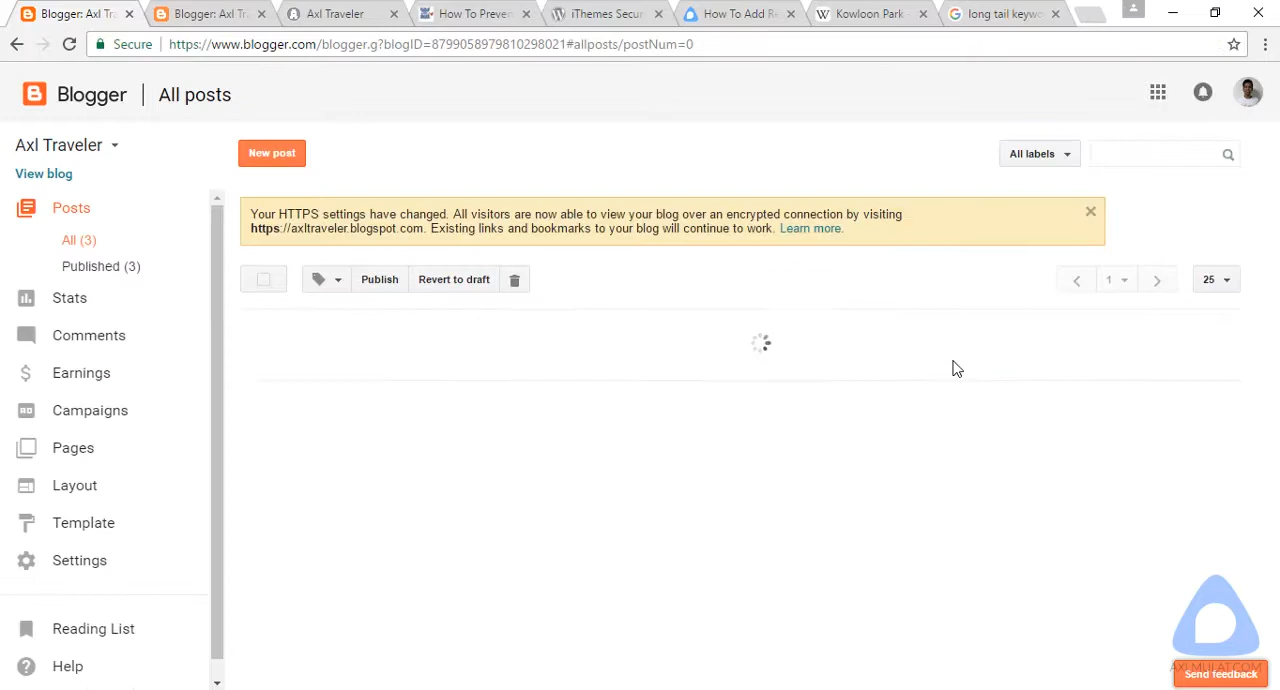 Blogger: Axl Tra
Blogger: Axl Tr
Axl Traveler
How To Preven
iThemes Secur
How To Add Re
Kowloon Park
long tail keywo
Secure
https://www.blogger.com/blogger.g?blogID=8799058979810298021#allposts/postNum=0
Blogger
All posts
Axl Traveler
View blog
New post
All labels
Posts
All (3)
Published (3)
Stats
Comments
Earnings
Campaigns
Pages
Layout
Template
Settings
Reading List
Help
Your HTTPS settings have changed. All visitors are now able to view your blog over an encrypted connection by visiting
https://axltraveler.blogspot.com. Existing links and bookmarks to your blog will continue to work. Learn more.
Publish
Revert to draft
1
25
AXLMULAT.COM
Send feedback